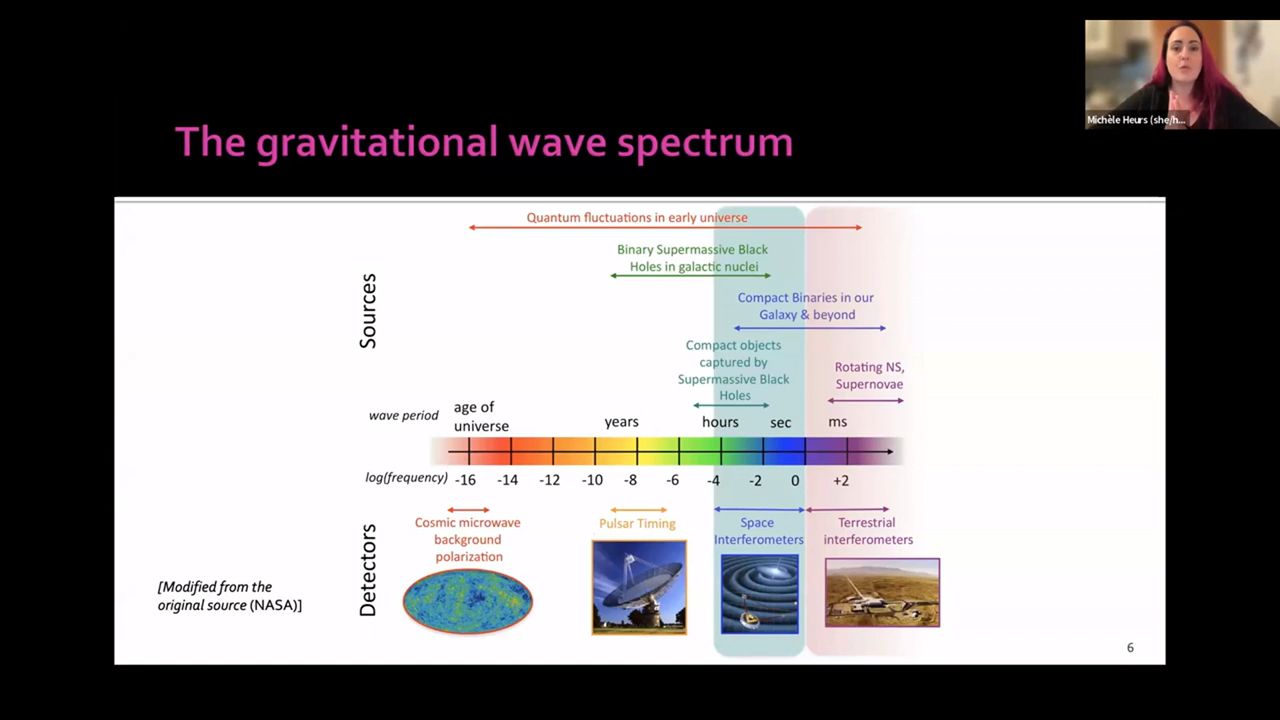 Michèle Heurs (she/h...
The gravitational wave spectrum
Sources
Quantum fluctuations in early universe
Binary Supermassive Black
Holes in galactic nuclei
Compact Binaries in our
Galaxy & beyond
Compact objects
captured by
Supermassive Black
Holes
Rotating NS,
Supernovae
wave period
age of
universe
years
hours
sec
ms
log(frequency)
-16 -14 -12 -10 -8 -6 -4 -2 0 +2
Detectors
Cosmic microwave
background
polarization
Pulsar Timing
Space
Interferometers
Terrestrial
interferometers
[Modified from the
original source (NASA)]
6